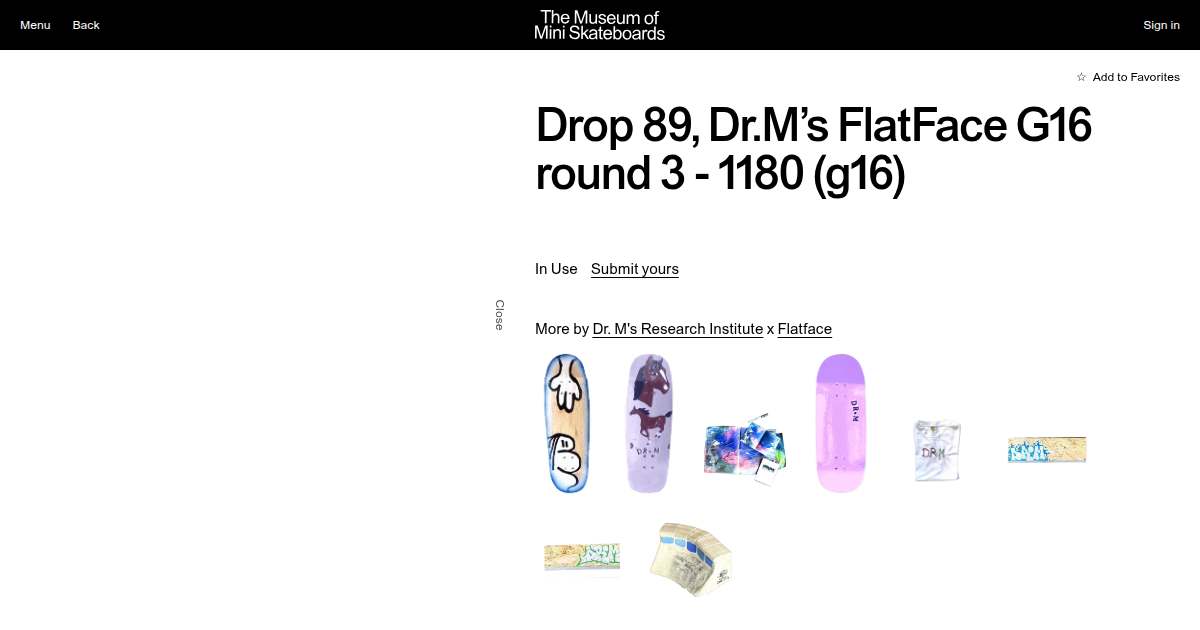 Menu Back
The Museum of
Mini Skateboards
Sign in
☆ Add to Favorites
Drop 89, Dr.M’s FlatFace G16
round 3 - 1180 (g16)
In Use Submit yours
Close
More by Dr. M's Research Institute x Flatface
DR•M
DR•M
DRM